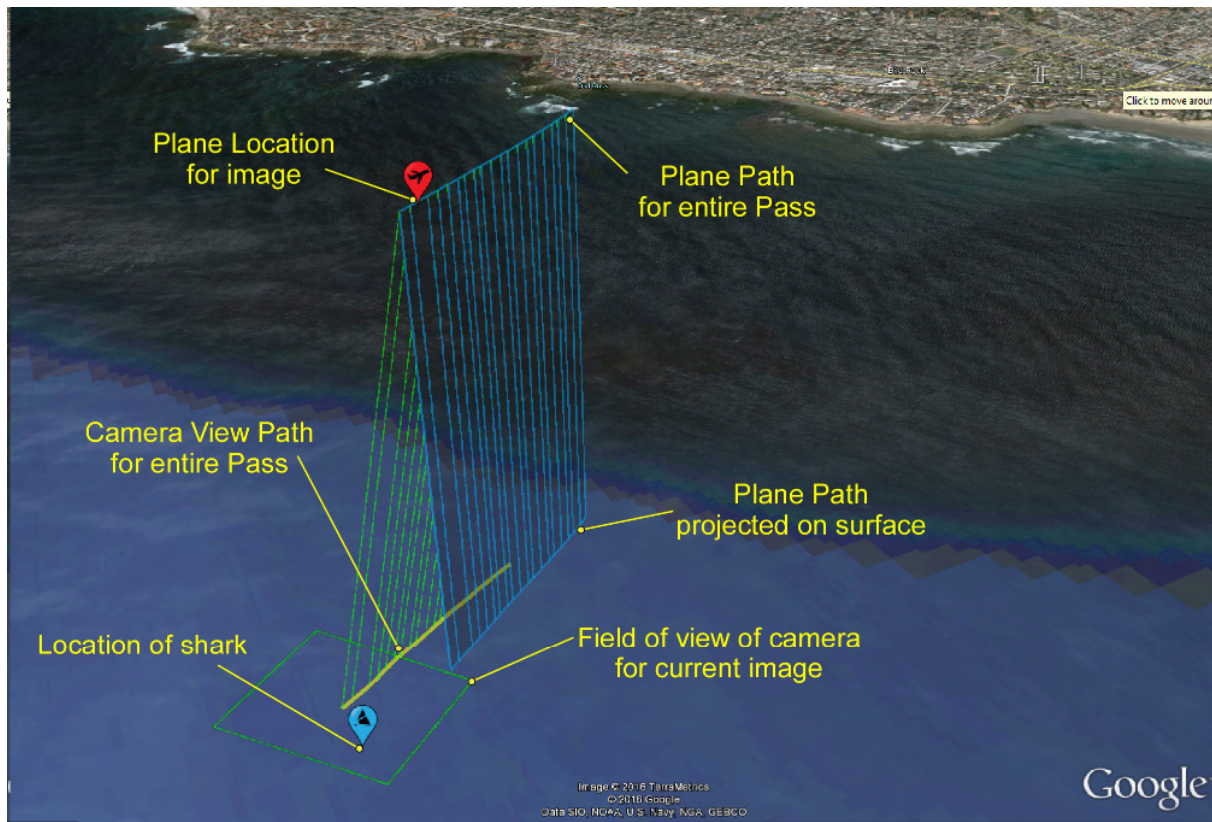 Click to move aroun
Plane Location
for image
Plane Path
for entire Pass
Camera View Path
for entire Pass
Plane Path
projected on surface
Location of shark
Field of view of camera
for current image
Image © 2016 TerraMetrics
© 2016 Google
Data SIO, NOAA, U.S. Navy, NGA, GEBCO
Google